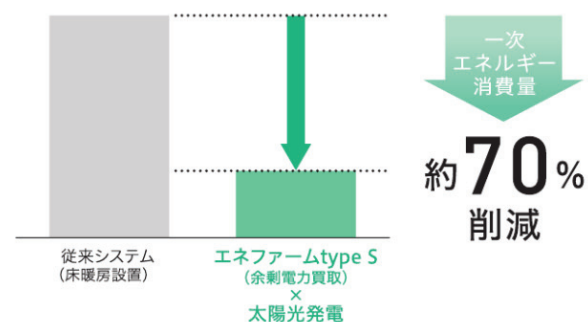 一次
エネルギー
消費量
約70%
削減
従来システム
(床暖房設置)
エネファームtype S
(余剰電力買取)
×
太陽光発電